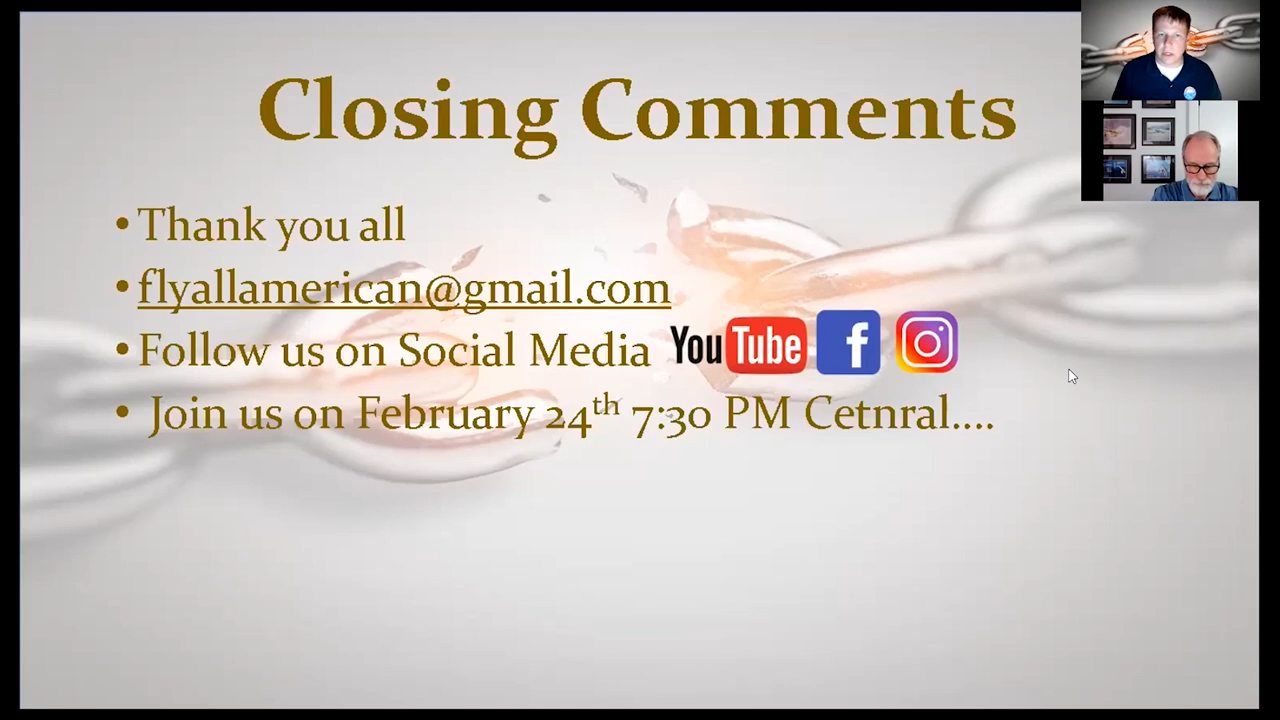 Closing Comments
• Thank you all
• flyallamerican@gmail.com
• Follow us on Social Media YouTube f
• Join us on February 24th 7:30 PM Cetnral....